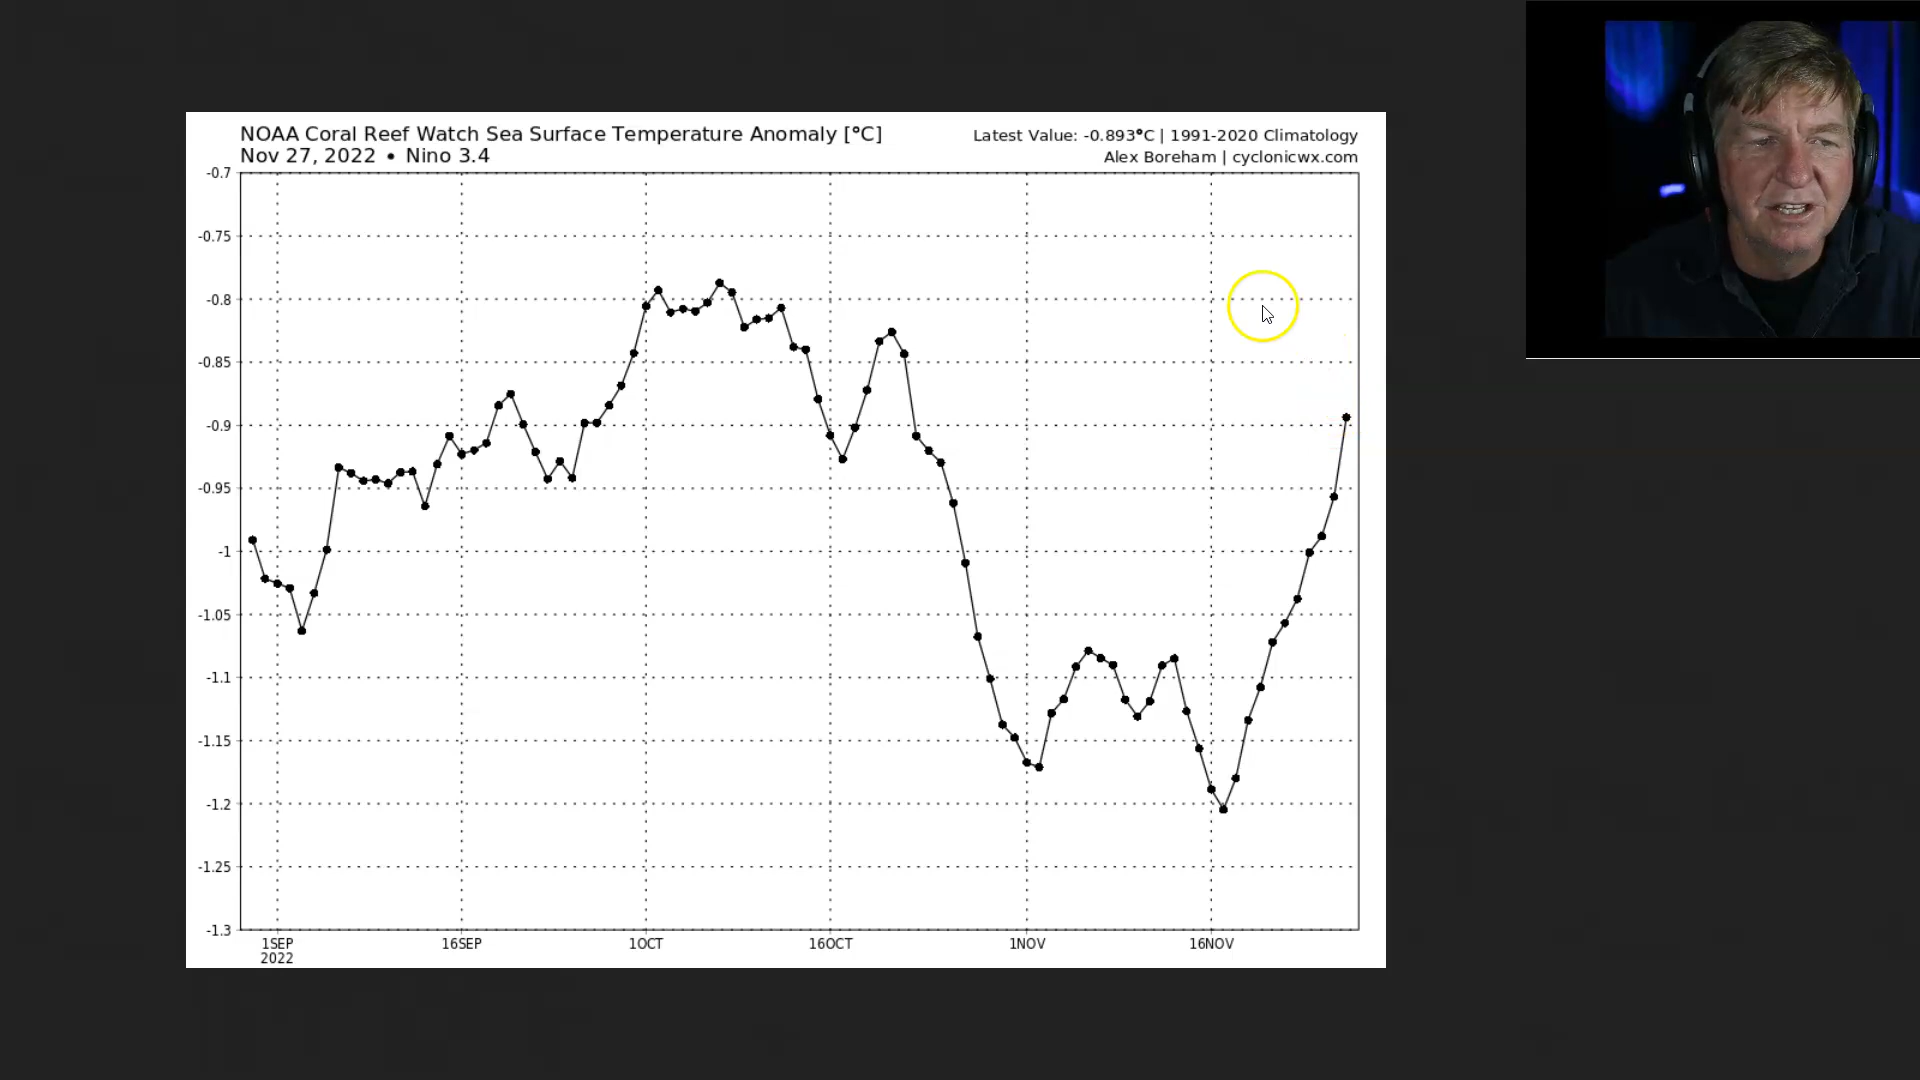 NOAA Coral Reef Watch Sea Surface Temperature Anomaly [°C]
Nov 27, 2022 • Nino 3.4
Latest Value: -0.893°C | 1991-2020 Climatology
Alex Boreham | cyclonicwx.com
-0.7
-0.75
-0.8
-0.85
-0.9
-0.95
-1
-1.05
-1.1
-1.15
-1.2
-1.25
-1.3
1SEP 16SEP 1OCT 16OCT 1NOV 16NOV
2022